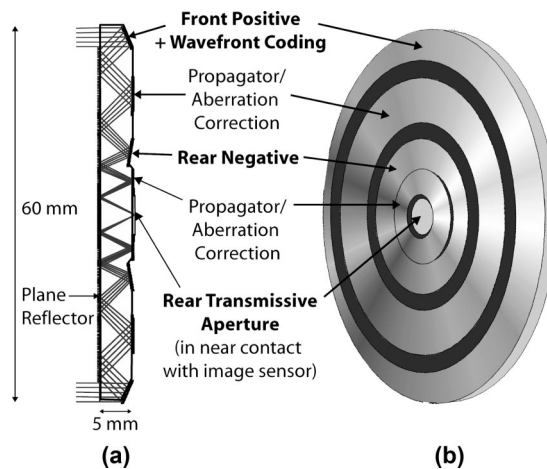 Front Positive
+ Wavefront Coding
Propagator/
Aberration
Correction
Rear Negative
60 mm
Propagator/
Aberration
Correction
Plane
Reflector
Rear Transmissive
Aperture
(in near contact
with image sensor)
5 mm
(a)
(b)